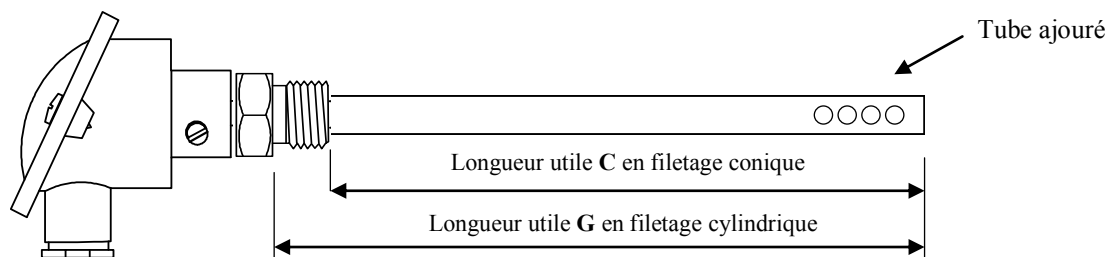 Tube ajouré
Longueur utile C en filetage conique
Longueur utile G en filetage cylindrique